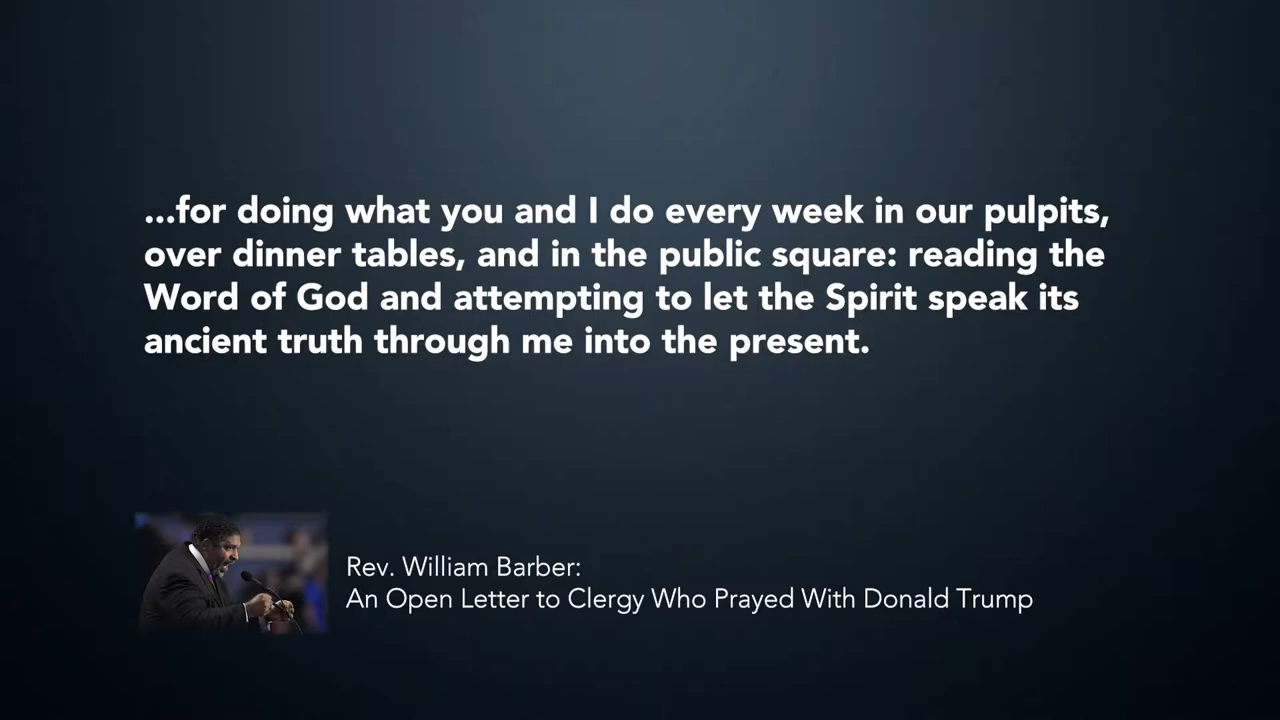 ...for doing what you and I do every week in our pulpits,
over dinner tables, and in the public square: reading the
Word of God and attempting to let the Spirit speak its
ancient truth through me into the present.
Rev. William Barber:
An Open Letter to Clergy Who Prayed With Donald Trump